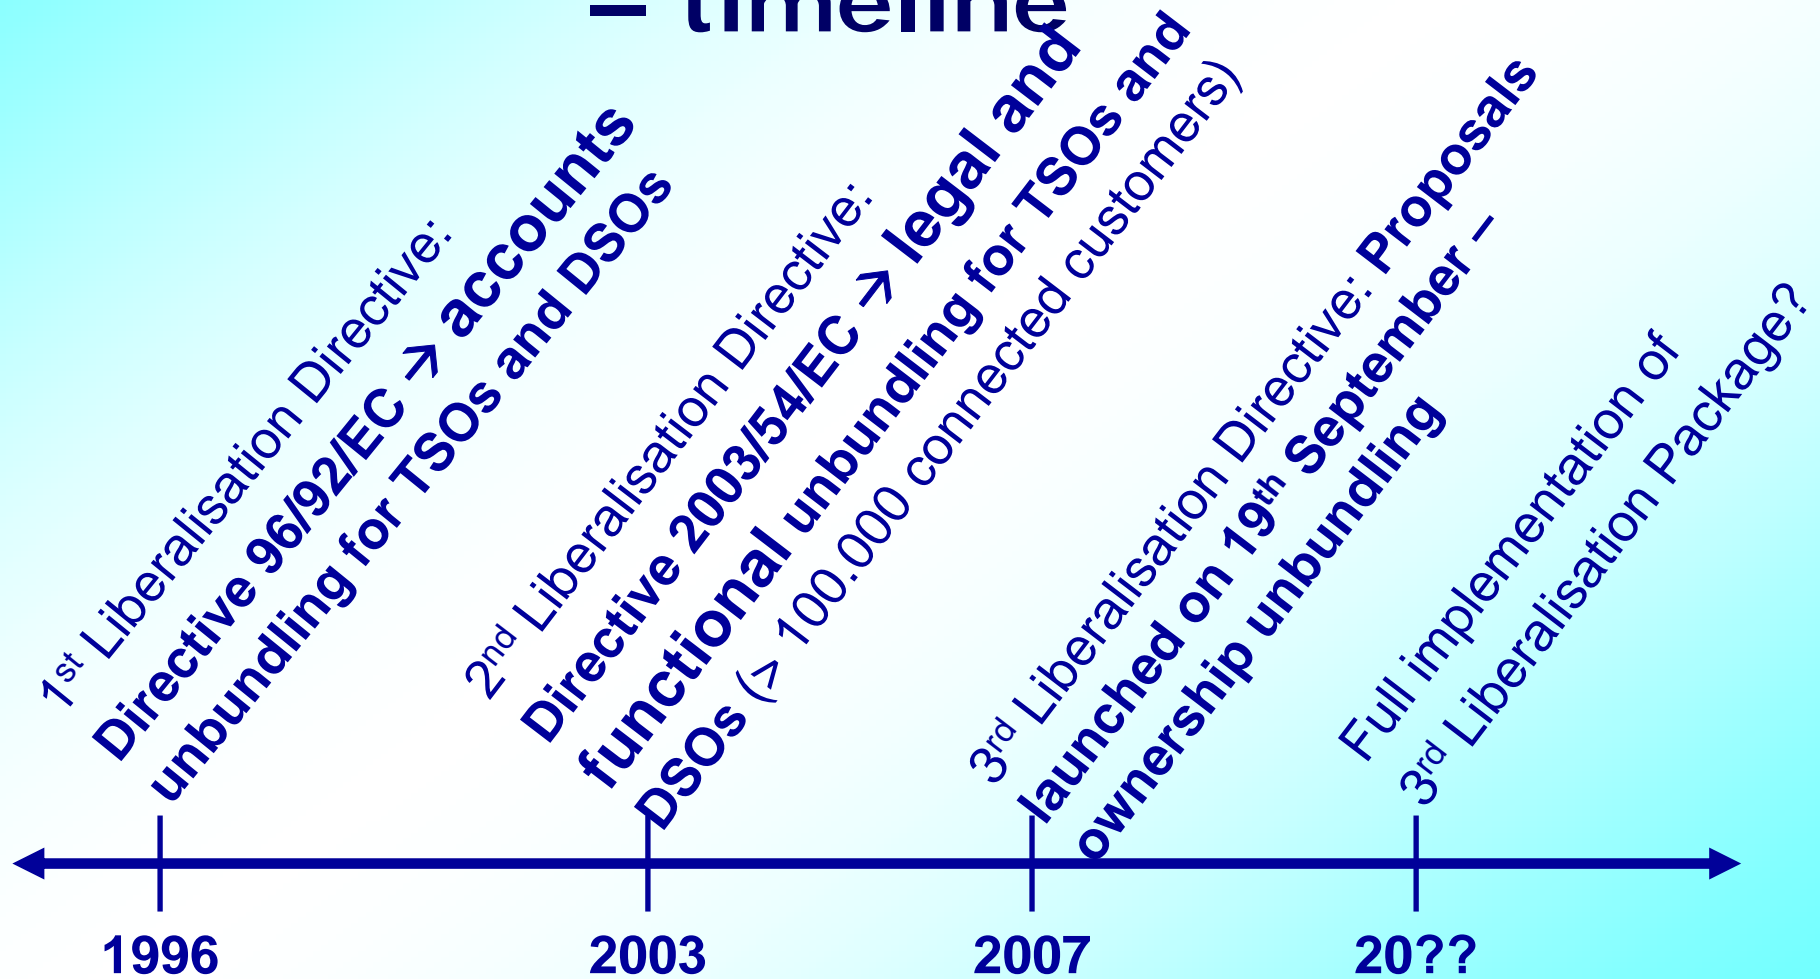 – timeline
1st Liberalisation Directive:
Directive 96/92/EC → accounts
unbundling for TSOs and DSOs
2nd Liberalisation Directive:
Directive 2003/54/EC → legal and
functional unbundling for TSOs and
DSOs (> 100.000 connected customers)
3rd Liberalisation Directive: Proposals
launched on 19th September –
ownership unbundling
Full implementation of
3rd Liberalisation Package?
1996
2003
2007
20??